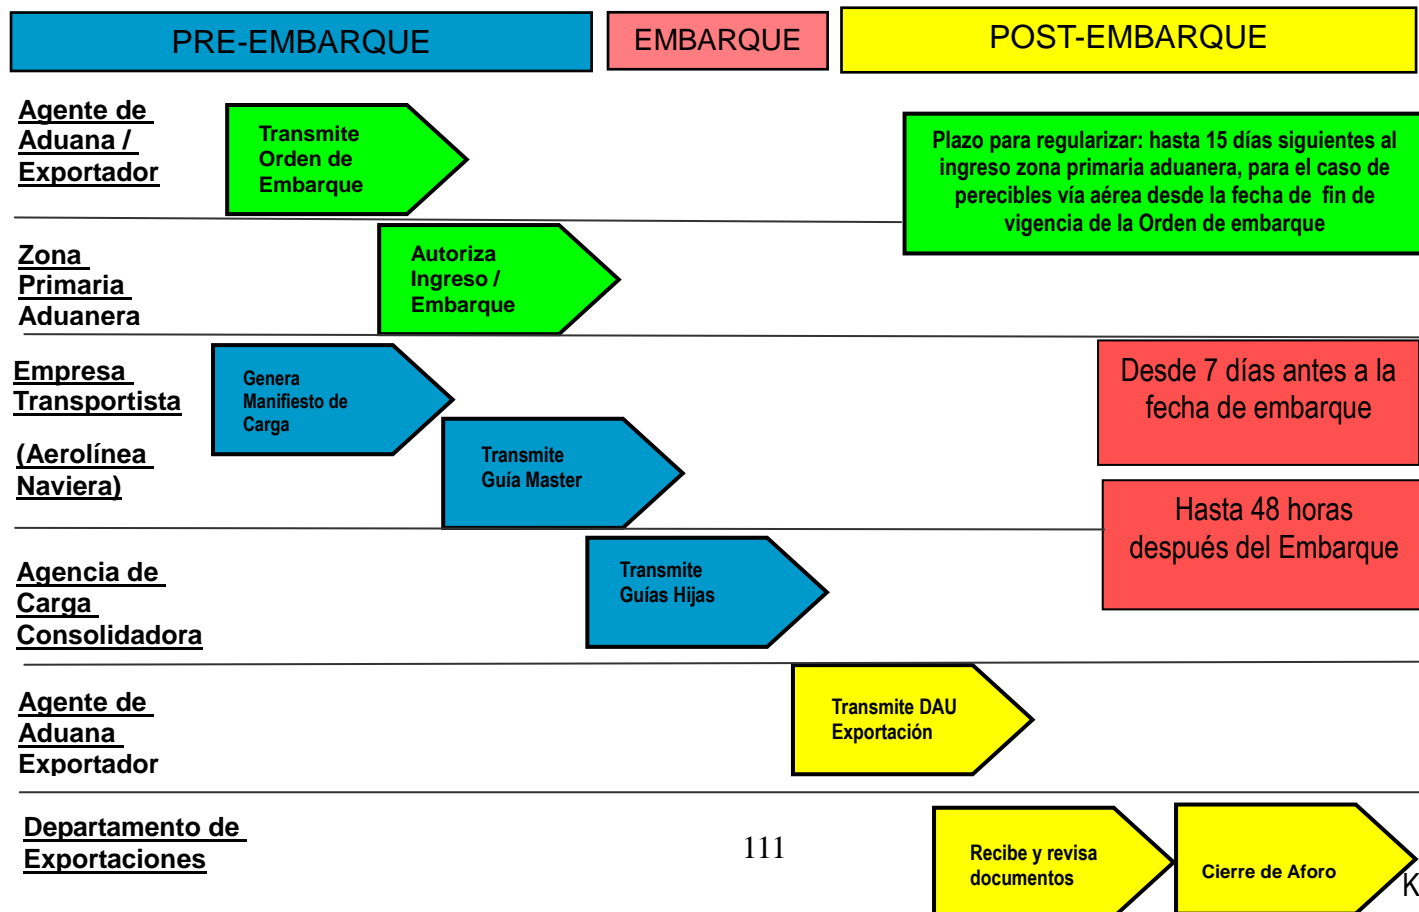 PRE-EMBARQUE
EMBARQUE
POST-EMBARQUE
Agente de
Aduana /
Exportador
Transmite
Orden de
Embarque
Plazo para regularizar: hasta 15 días siguientes al
ingreso zona primaria aduanera, para el caso de
perecibles vía aérea desde la fecha de fin de
vigencia de la Orden de embarque
Zona
Primaria
Aduanera
Autoriza
Ingreso /
Embarque
Empresa
Transportista
(Aerolínea
Naviera)
Genera
Manifiesto de
Carga
Transmite
Guía Master
Desde 7 días antes a la
fecha de embarque
Hasta 48 horas
después del Embarque
Agencia de
Carga
Consolidadora
Transmite
Guías Hijas
Agente de
Aduana
Exportador
Transmite DAU
Exportación
Departamento de
Exportaciones
111
Recibe y revisa
documentos
Cierre de Aforo
K